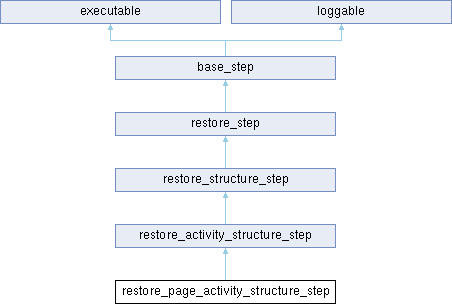 executable
loggable
base_step
restore_step
restore_structure_step
restore_activity_structure_step
restore_page_activity_structure_step